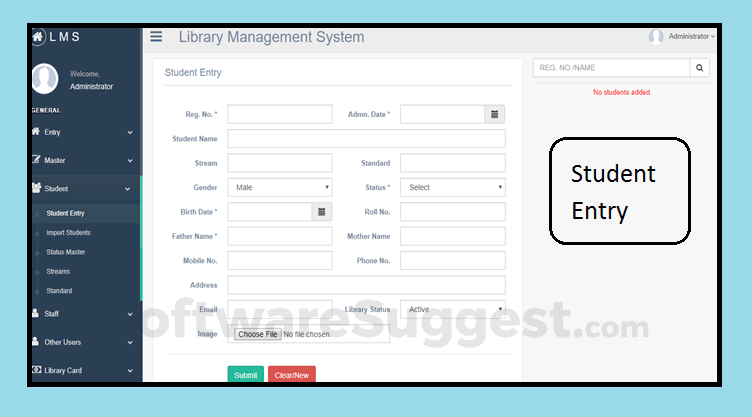 LMS
Library Management System
Administrator
Welcome,
Administrator
GENERAL
Entry
Master
Student
Student Entry
Import Students
Status Master
Streams
Standard
Staff
Other Users
Library Card
Student Entry
Reg. No. *
Admn. Date *
Student Name
Stream
Standard
Gender
Male
Status *
Select
Birth Date *
Roll No.
Father Name *
Mother Name
Mobile No.
Phone No.
Address
Email
Library Status
Active
Image
Choose File No file chosen
Submit
Clear/New
REG. NO./NAME
No students added
Student
Entry
oftwareSuggest.com